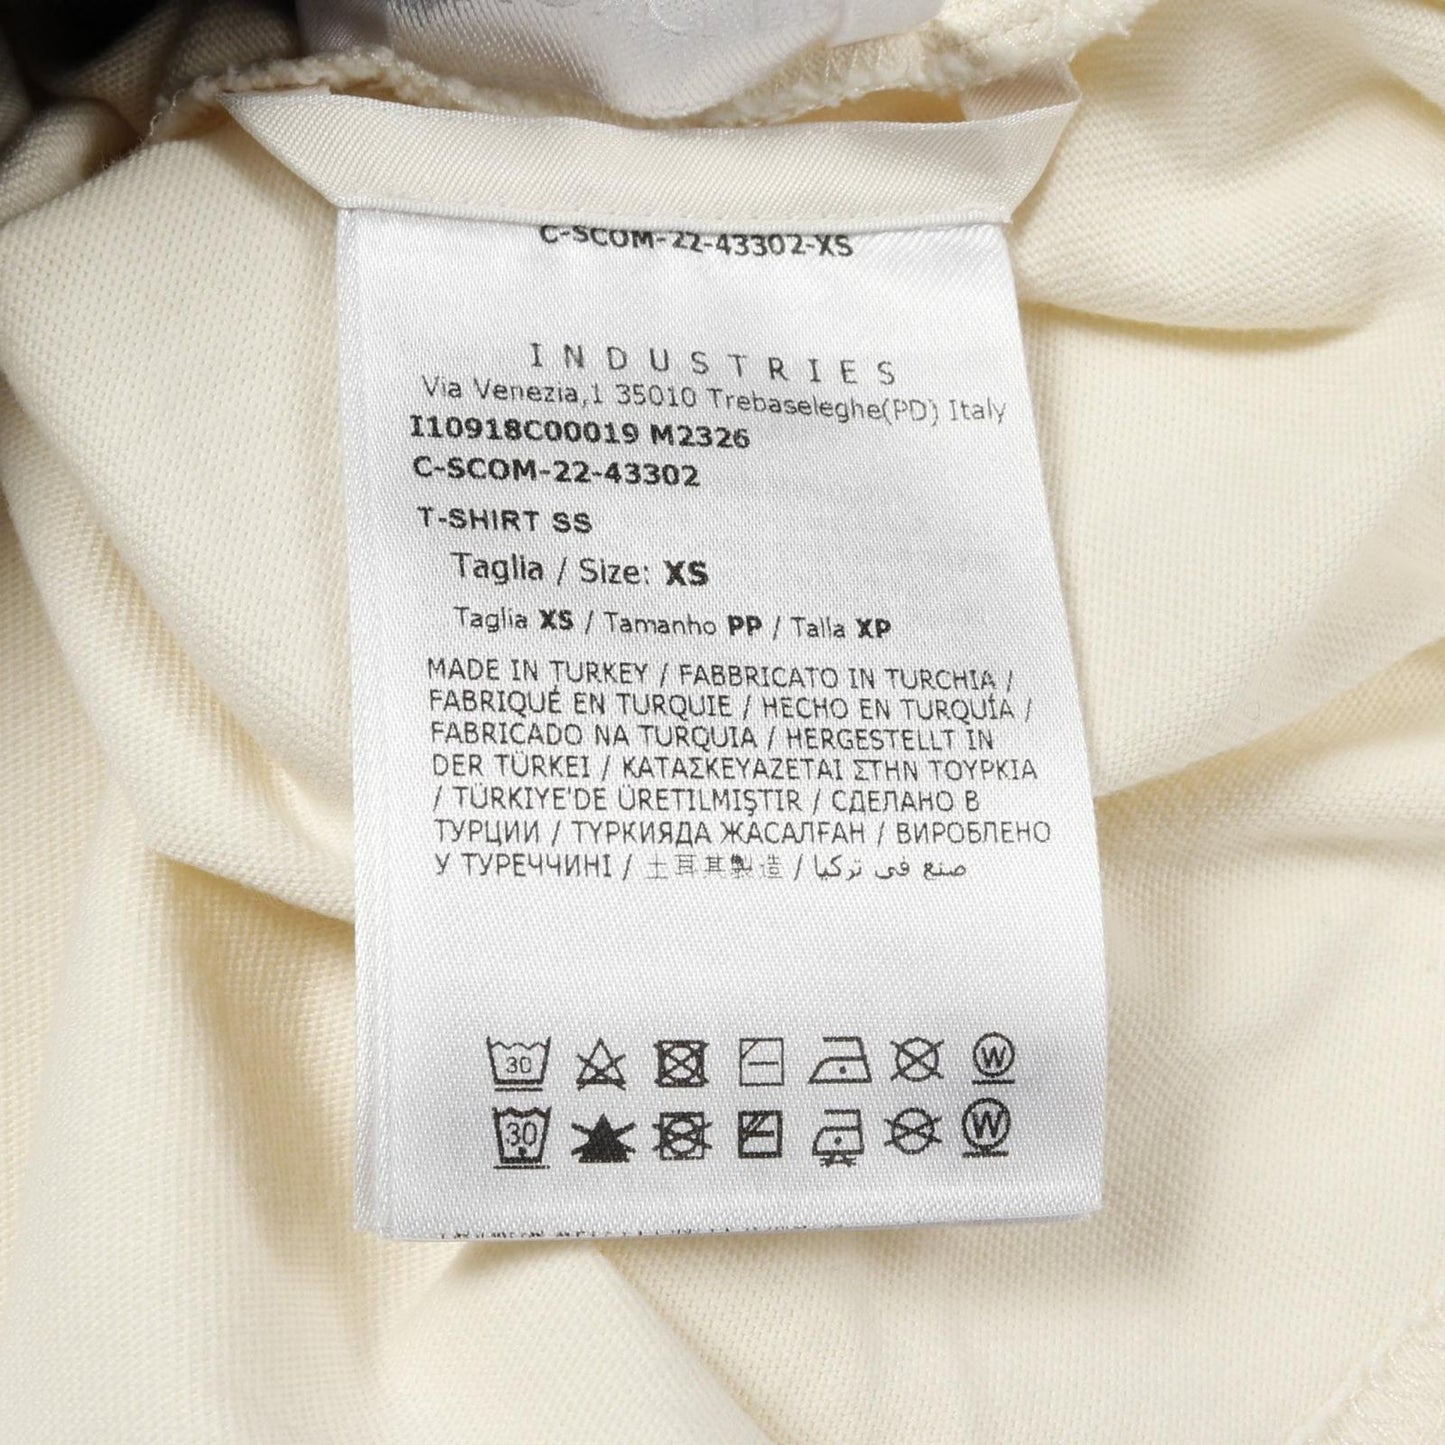 C-SCOM-22-43302-XS
INDUSTRIES
Via Venezia,1 35010 Trebaseleghe(PD) Italy
I10918C00019 M2326
C-SCOM-22-43302
T-SHIRT SS
Taglia / Size: XS
Taglia XS / Tamanho PP / Talla XP
MADE IN TURKEY / FABBRICATO IN TURCHIA /
FABRIQUÉ EN TURQUIE / HECHO EN TURQUÍA /
FABRICADO NA TURQUIA / HERGESTELLT IN
DER TÜRKEI / ΚΑΤΑΣΚΕΥΑΖΕΤΑΙ ΣΤΗΝ ΤΟΥΡΚΙΑ
/ TÜRKIYE'DE ÜRETILMIŞTIR / СДЕЛАНО В
ТУРЦИИ / ТҮРКИЯДА ЖАСАЛҒАН / ВИРОБЛЕНО
У ТУРЕЧЧИНІ / 土耳其製造 / صنع في تركيا
30 W
30 W